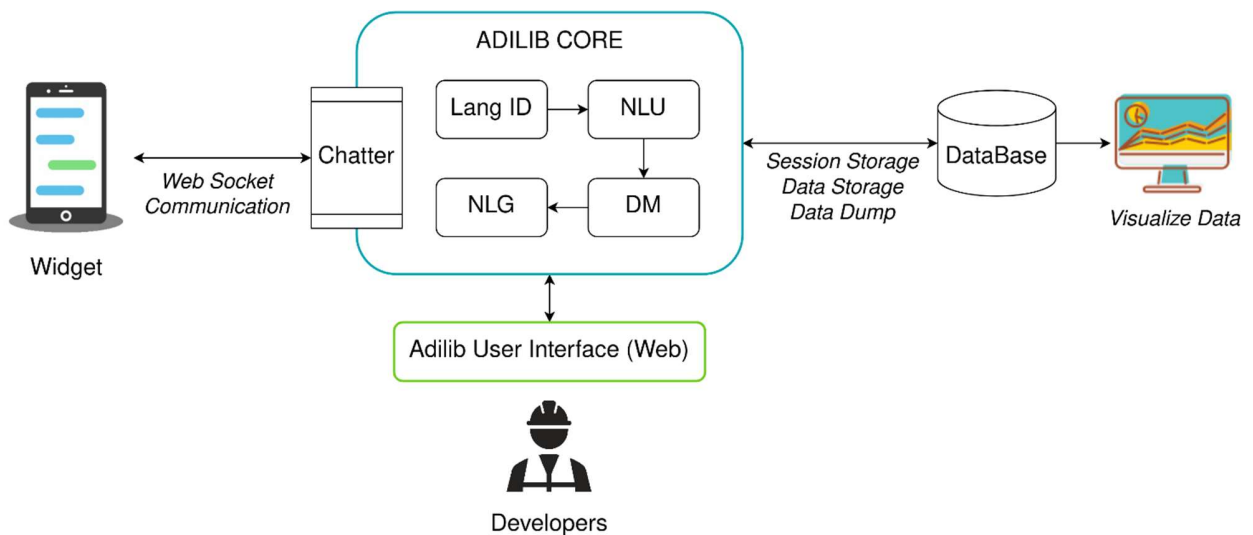 ADILIB CORE
Lang ID
NLU
Chatter
NLG
DM
Web Socket
Communication
Widget
Session Storage
Data Storage
Data Dump
DataBase
Visualize Data
Adilib User Interface (Web)
Developers